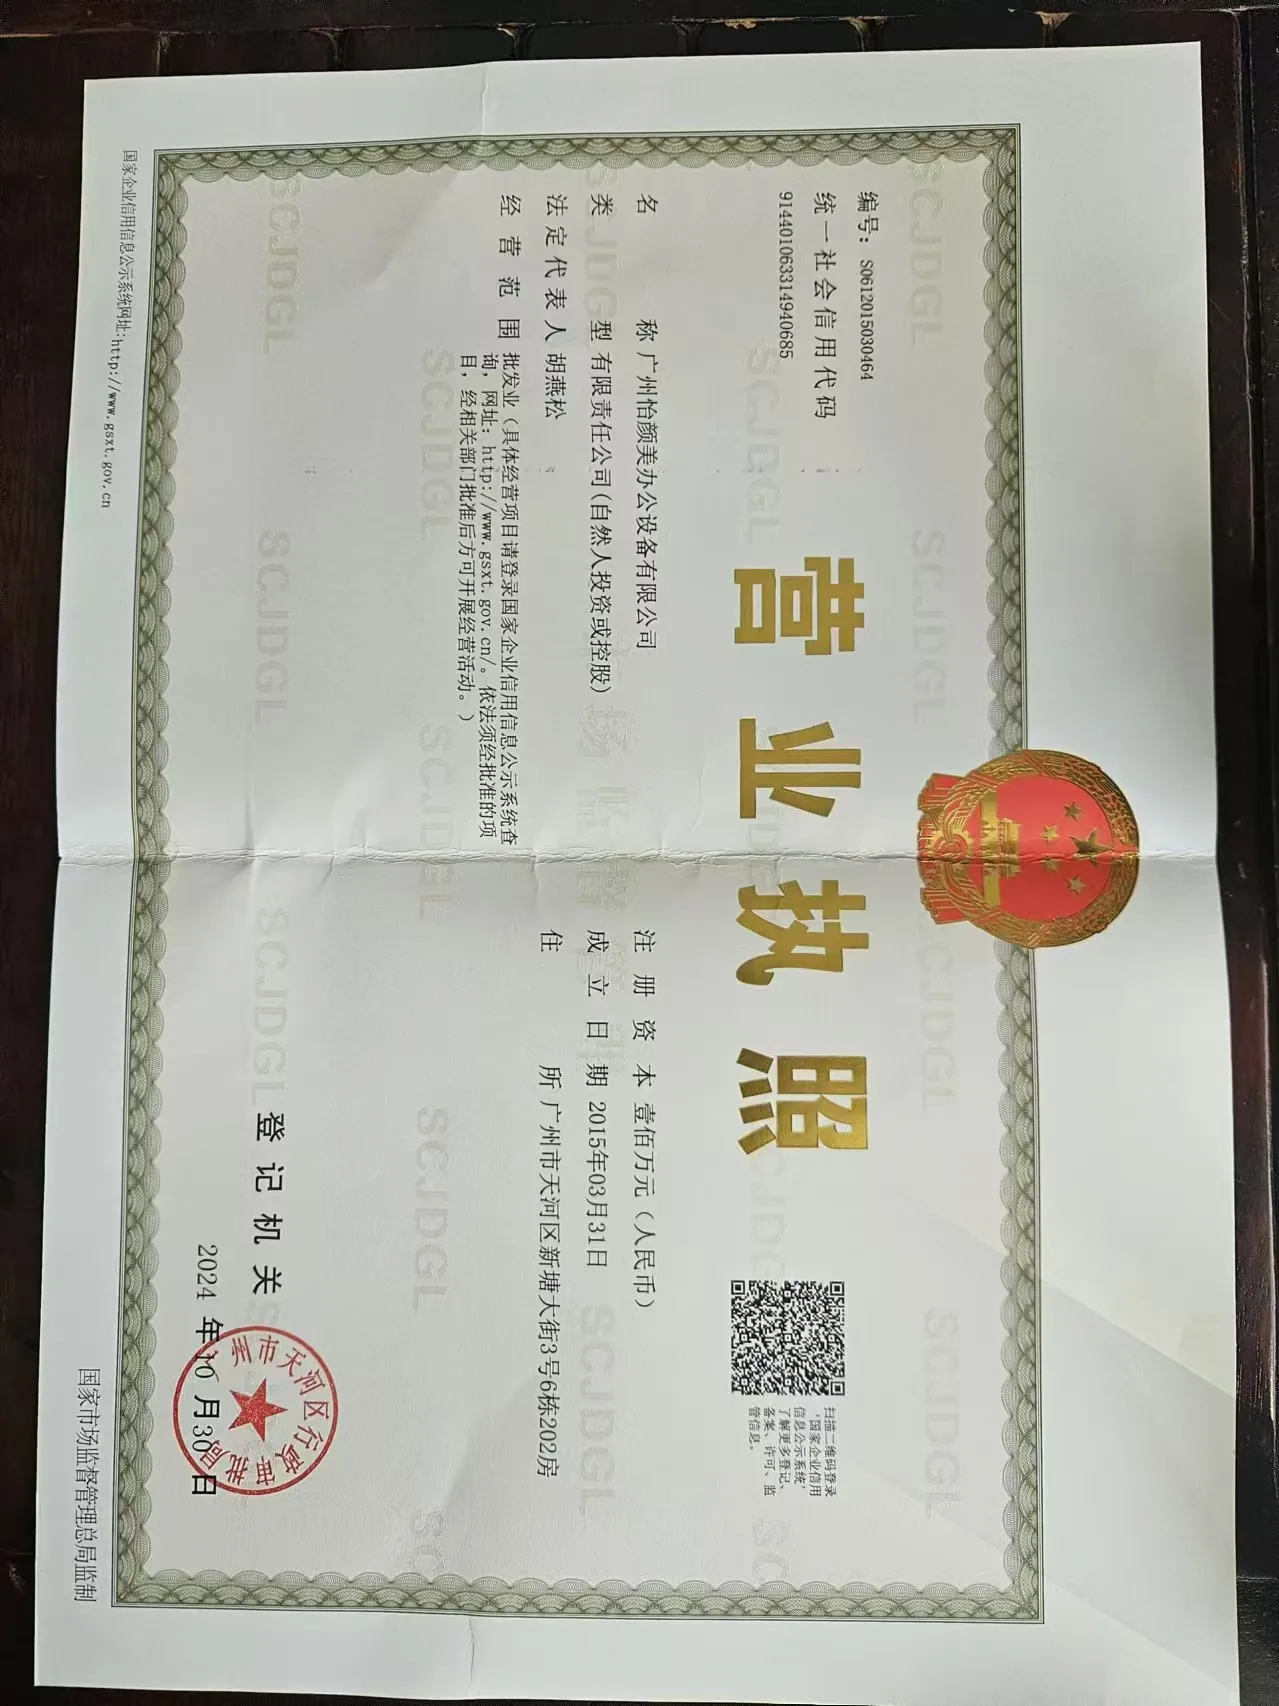 编号：S0612015030464
统一社会信用代码
914401063314940685
营业执照
扫描二维码登录
‘国家企业信用
信息公示系统’
了解更多登记、
备案、许可、监
管信息。
名称 广州怡颜美办公设备有限公司
类型 有限责任公司(自然人投资或控股)
法定代表人 胡燕松
经营范围 批发业（具体经营项目请登录国家企业信用信息公示系统查
询，网址：http://www.gsxt.gov.cn/。依法须经批准的项
目，经相关部门批准后方可开展经营活动。）
注册资本 壹佰万元（人民币）
成立日期 2015年03月31日
住所 广州市天河区新塘大街3号6栋202房
登记机关
州市天河区行政审批局
2024 年10 月30日
国家企业信用信息公示系统网址:http://www.gsxt.gov.cn
国家市场监督管理总局监制
SCJDGL